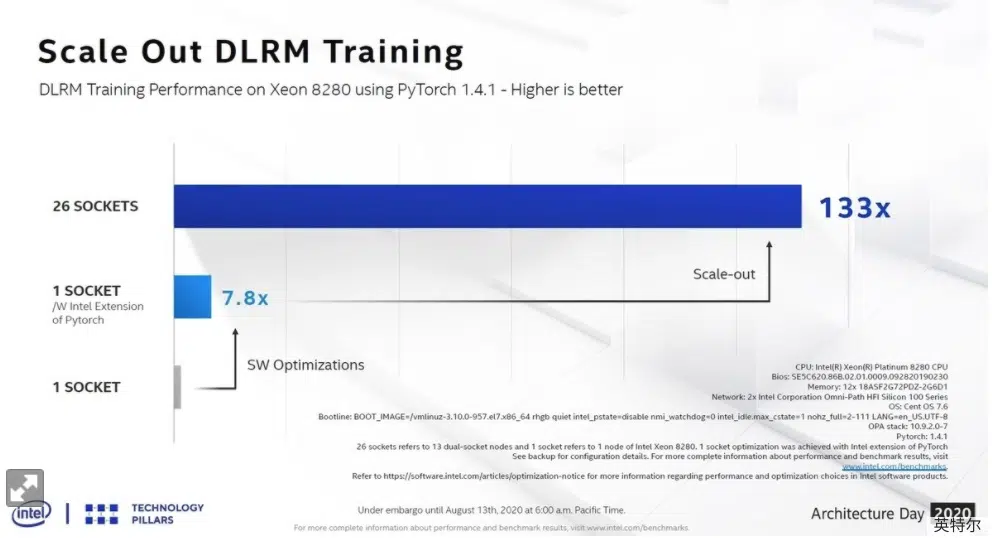 Scale Out DLRM Training
DLRM Training Performance on Xeon 8280 using PyTorch 1.4.1 - Higher is better
26 SOCKETS
133x
Scale-out
1 SOCKET
/W Intel Extension
of Pytorch
7.8x
SW Optimizations
1 SOCKET
CPU: Intel(R) Xeon(R) Platinum 8280 CPU
Bios: SE5C620.86B.02.01.0009.092820190230
Memory: 12x 18ASF2G72PDZ-2G6D1
Network: 2x Intel Corporation Omni-Path HFI Silicon 100 Series
OS: Cent OS 7.6
Bootline: BOOT_IMAGE=/vmlinuz-3.10.0-957.el7.x86_64 rhgb quiet intel_pstate=disable nmi_watchdog=0 intel_idle.max_cstate=1 nohz_full=2-111 LANG=en_US.UTF-8
OPA stack: 10.9.2.0-7
Pytorch: 1.4.1
26 sockets refers to 13 dual-socket nodes and 1 socket refers to 1 node of Intel Xeon 8280. 1 socket optimization was achieved with Intel extension of PyTorch
See backup for configuration details. For more complete information about performance and benchmark results, visit
www.intel.com/benchmarks.
Refer to https://software.intel.com/articles/optimization-notice for more information regarding performance and optimization choices in Intel software products.
intel
TECHNOLOGY
PILLARS
Under embargo until August 13th, 2020 at 6:00 a.m. Pacific Time.
Architecture Day 2020
For more complete information about performance and benchmark results, visit www.intel.com/benchmarks.
英特尔